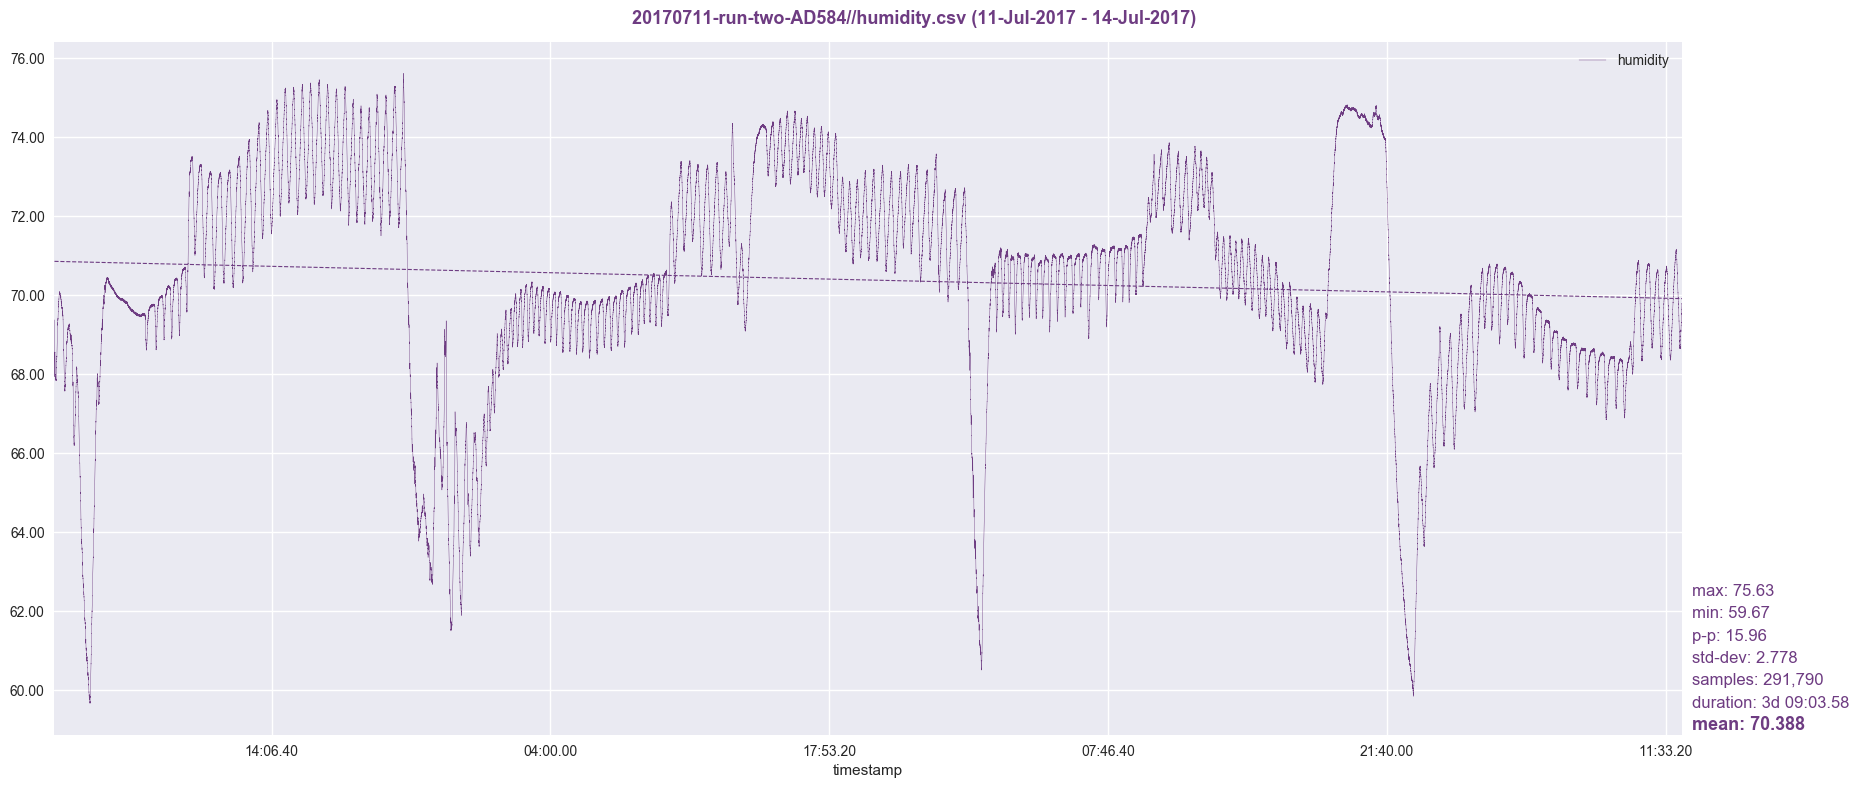 20170711-run-two-AD584//humidity.csv (11-Jul-2017 - 14-Jul-2017)
humidity
76.00
74.00
72.00
70.00
68.00
66.00
64.00
62.00
60.00
max: 75.63
min: 59.67
p-p: 15.96
std-dev: 2.778
samples: 291,790
duration: 3d 09:03.58
mean: 70.388
14:06.40 04:00.00 17:53.20 07:46.40 21:40.00 11:33.20
timestamp